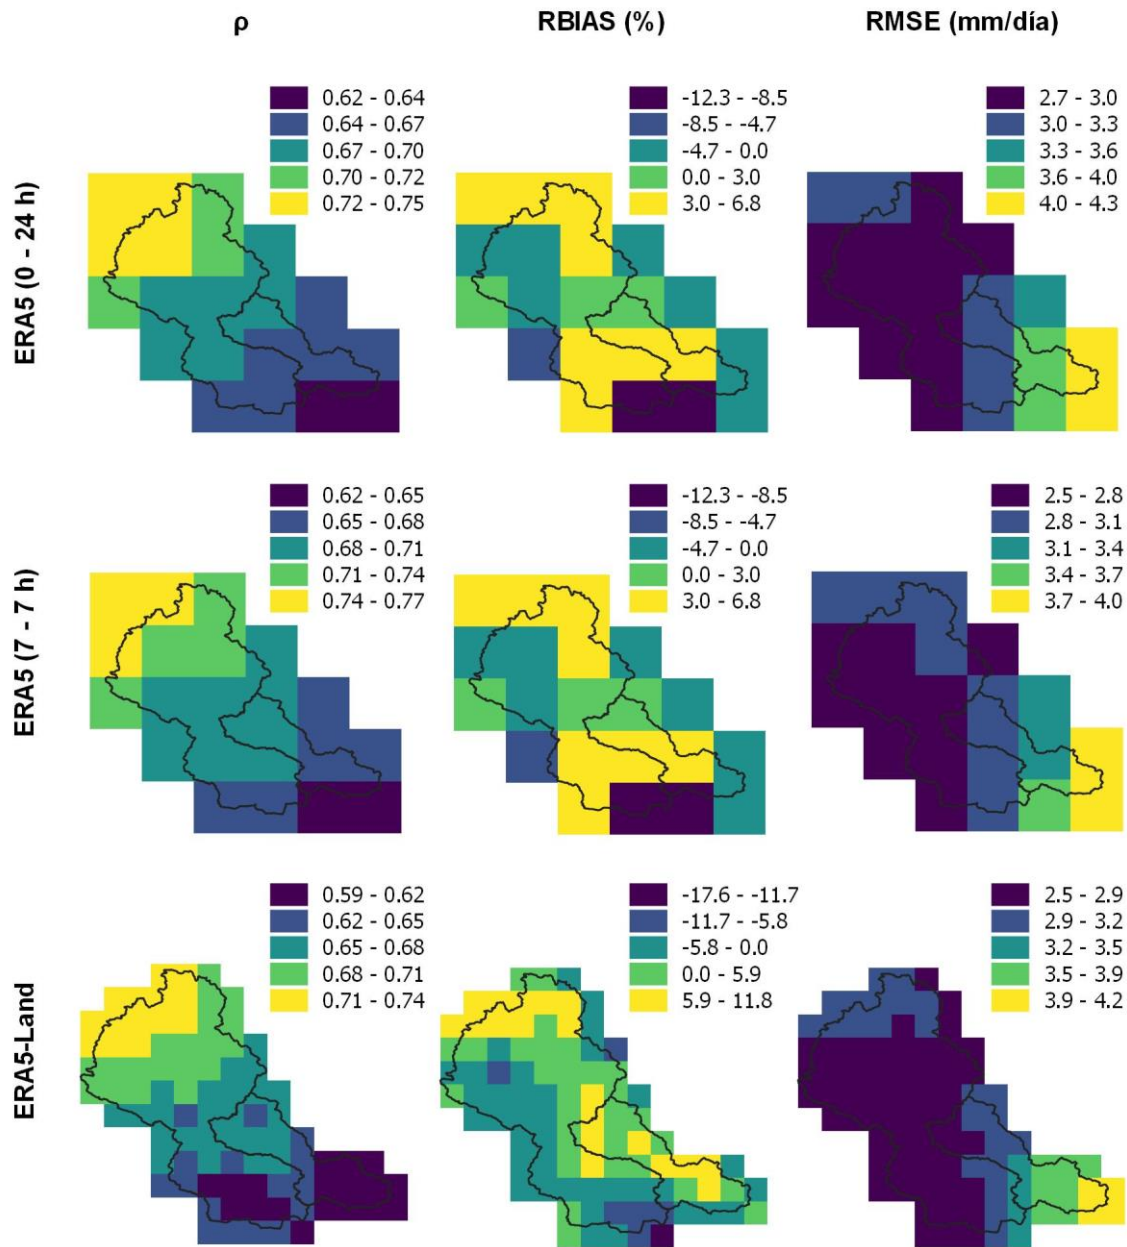 ρ RBIAS (%) RMSE (mm/día)
ERA5 (0 - 24 h)
0.62 - 0.64
0.64 - 0.67
0.67 - 0.70
0.70 - 0.72
0.72 - 0.75
-12.3 - -8.5
-8.5 - -4.7
-4.7 - 0.0
0.0 - 3.0
3.0 - 6.8
2.7 - 3.0
3.0 - 3.3
3.3 - 3.6
3.6 - 4.0
4.0 - 4.3
ERA5 (7 - 7 h)
0.62 - 0.65
0.65 - 0.68
0.68 - 0.71
0.71 - 0.74
0.74 - 0.77
-12.3 - -8.5
-8.5 - -4.7
-4.7 - 0.0
0.0 - 3.0
3.0 - 6.8
2.5 - 2.8
2.8 - 3.1
3.1 - 3.4
3.4 - 3.7
3.7 - 4.0
ERA5-Land
0.59 - 0.62
0.62 - 0.65
0.65 - 0.68
0.68 - 0.71
0.71 - 0.74
-17.6 - -11.7
-11.7 - -5.8
-5.8 - 0.0
0.0 - 5.9
5.9 - 11.8
2.5 - 2.9
2.9 - 3.2
3.2 - 3.5
3.5 - 3.9
3.9 - 4.2